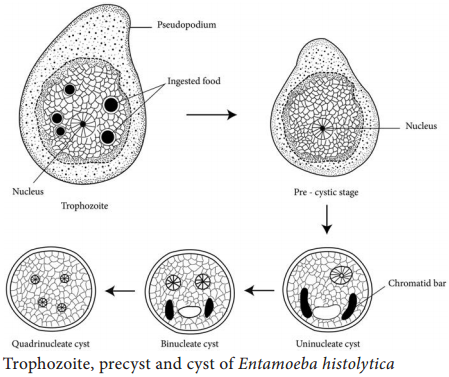 Pseudopodium
Ingested food
Nucleus
Trophozoite
Nucleus
Pre - cystic stage
Chromatid bar
Quadrinucleate cyst
Binucleate cyst
Uninucleate cyst
Trophozoite, precyst and cyst of Entamoeba histolytica